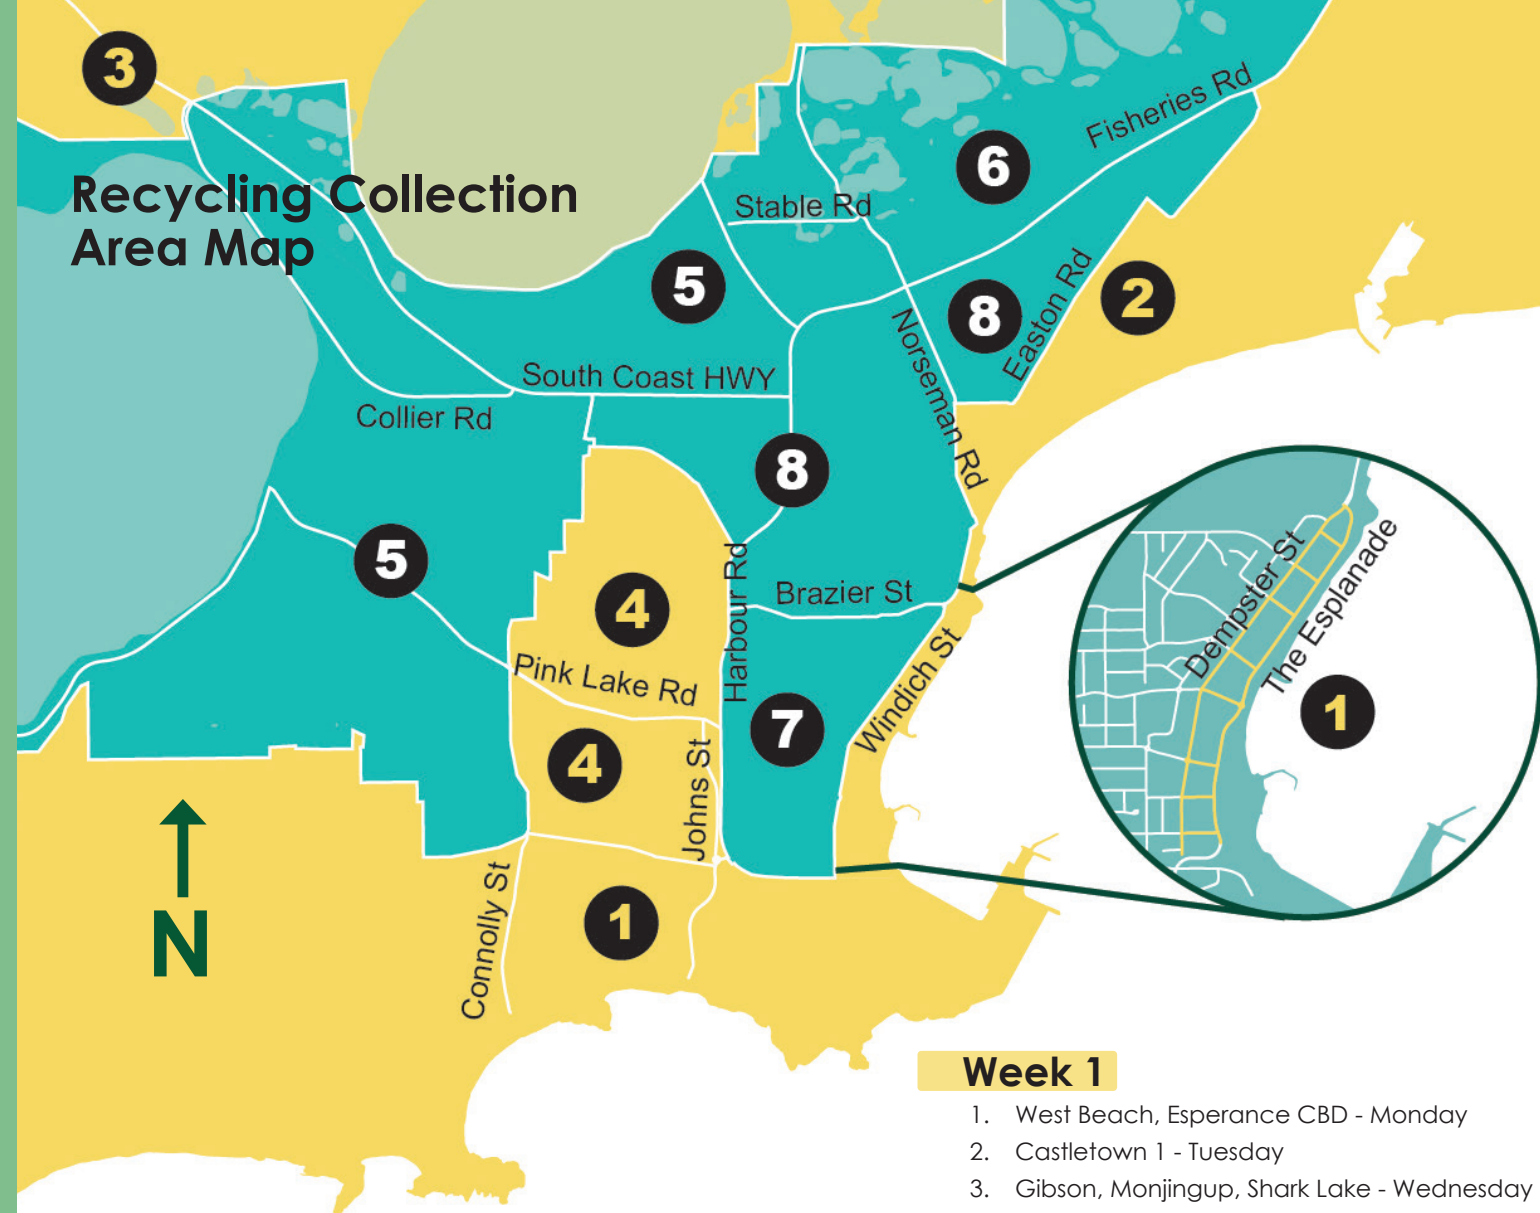 3
6
Fisheries Rd
Recycling Collection
Area Map
Stable Rd
5
8
Easton Rd
2
Norseman Rd
South Coast HWY
Collier Rd
8
5
4
Harbour Rd
Brazier St
Dempster St
The Esplanade
1
Pink Lake Rd
Windich St
7
4
Johns St
N
Connolly St
1
Week 1
1. West Beach, Esperance CBD - Monday
2. Castletown 1 - Tuesday
3. Gibson, Monjingup, Shark Lake - Wednesday